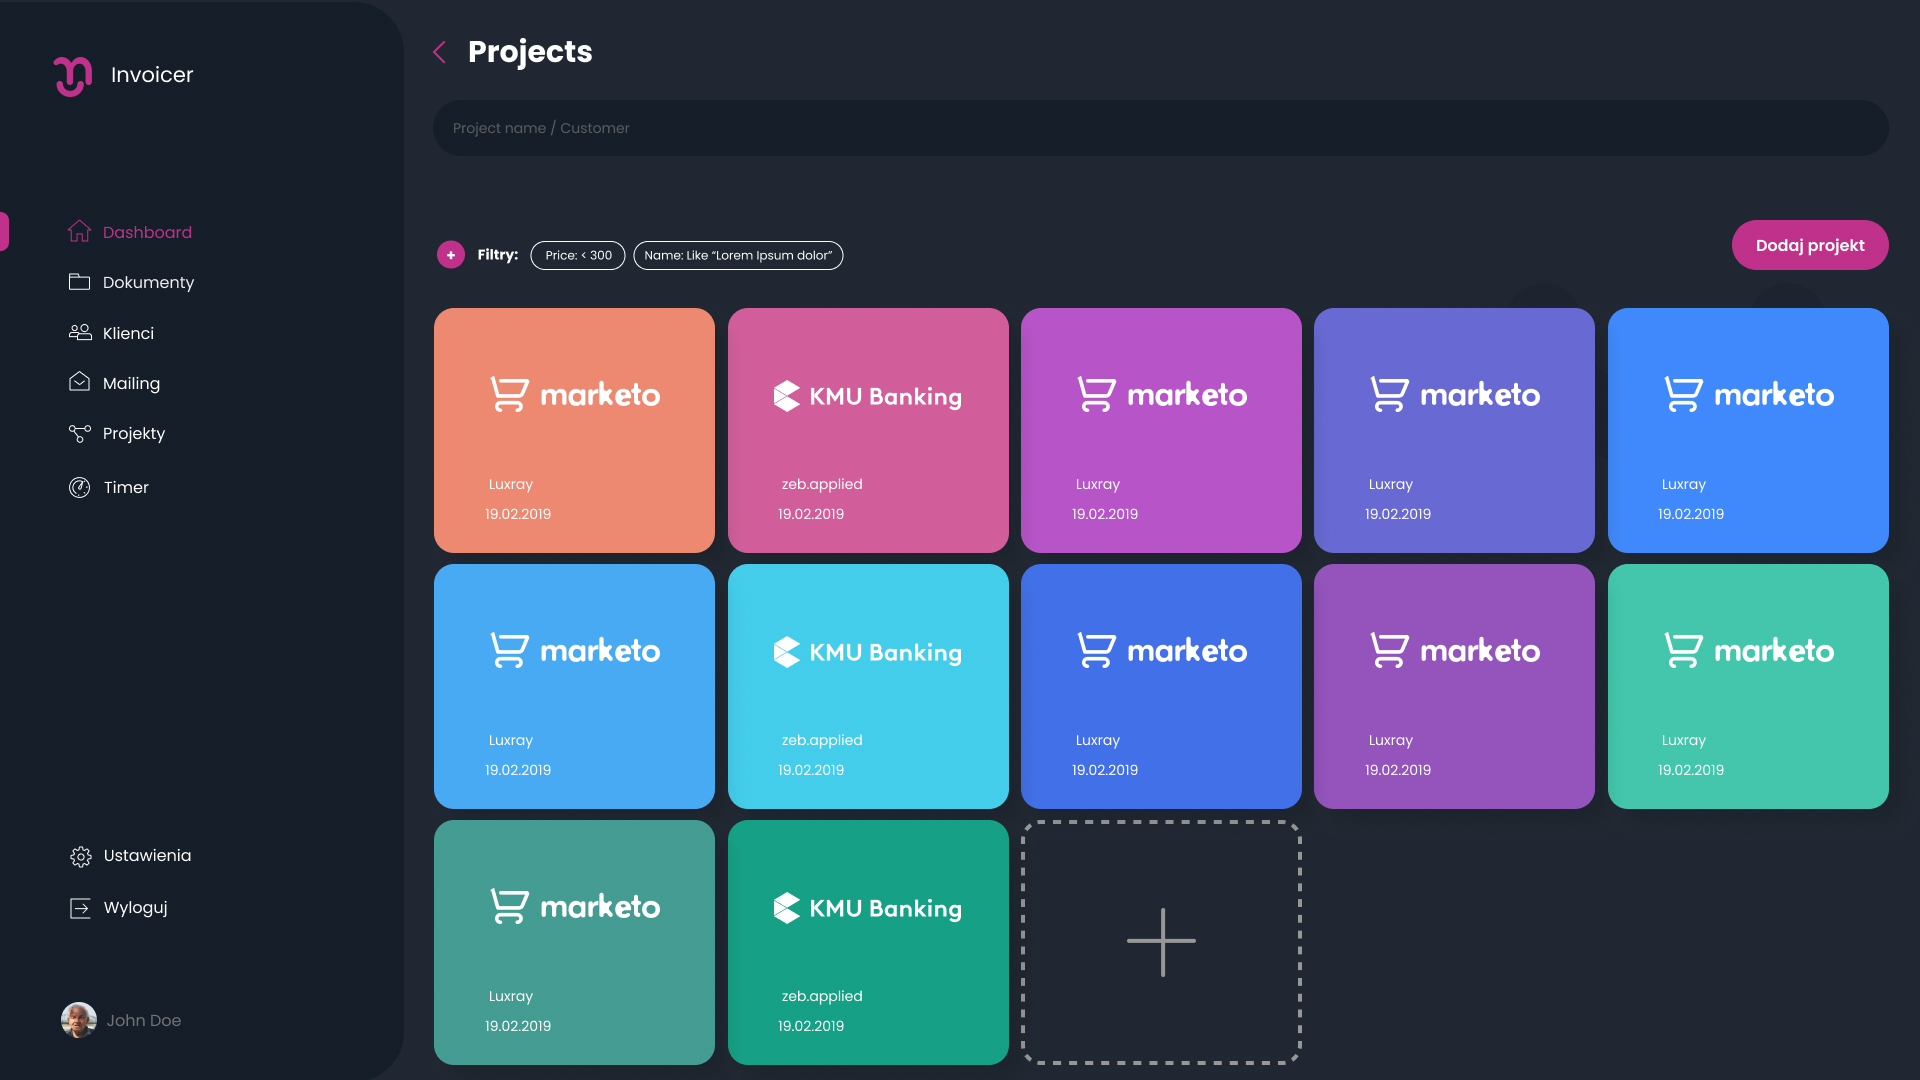 Invoicer
Dashboard
Dokumenty
Klienci
Mailing
Projekty
Timer
Ustawienia
Wyloguj
John Doe
Projects
Project name / Customer
+ Filtry: Price: < 300 Name: Like “Lorem Ipsum dolor”
Dodaj projekt
marketo
Luxray
19.02.2019
KMU Banking
zeb.applied
19.02.2019
marketo
Luxray
19.02.2019
marketo
Luxray
19.02.2019
marketo
Luxray
19.02.2019
marketo
Luxray
19.02.2019
KMU Banking
zeb.applied
19.02.2019
marketo
Luxray
19.02.2019
marketo
Luxray
19.02.2019
marketo
Luxray
19.02.2019
marketo
Luxray
19.02.2019
KMU Banking
zeb.applied
19.02.2019